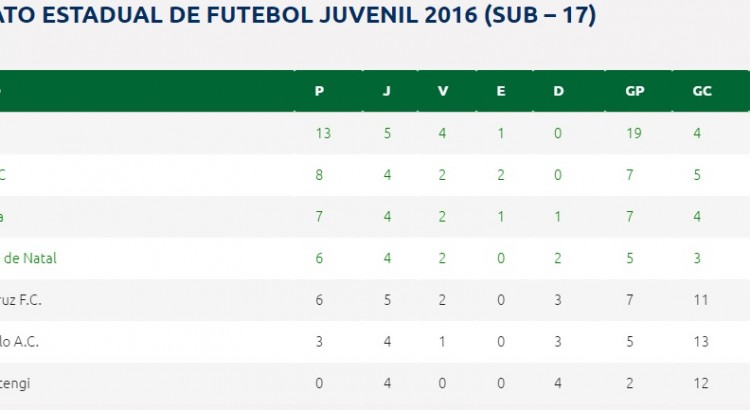 ATO ESTADUAL DE FUTEBOL JUVENIL 2016 (SUB – 17)
P J V E D GP GC
13 5 4 1 0 19 4
C 8 4 2 2 0 7 5
a 7 4 2 1 1 7 4
de Natal 6 4 2 0 2 5 3
ruz F.C. 6 5 2 0 3 7 11
lo A.C. 3 4 1 0 3 5 13
tengi 0 4 0 0 4 2 12